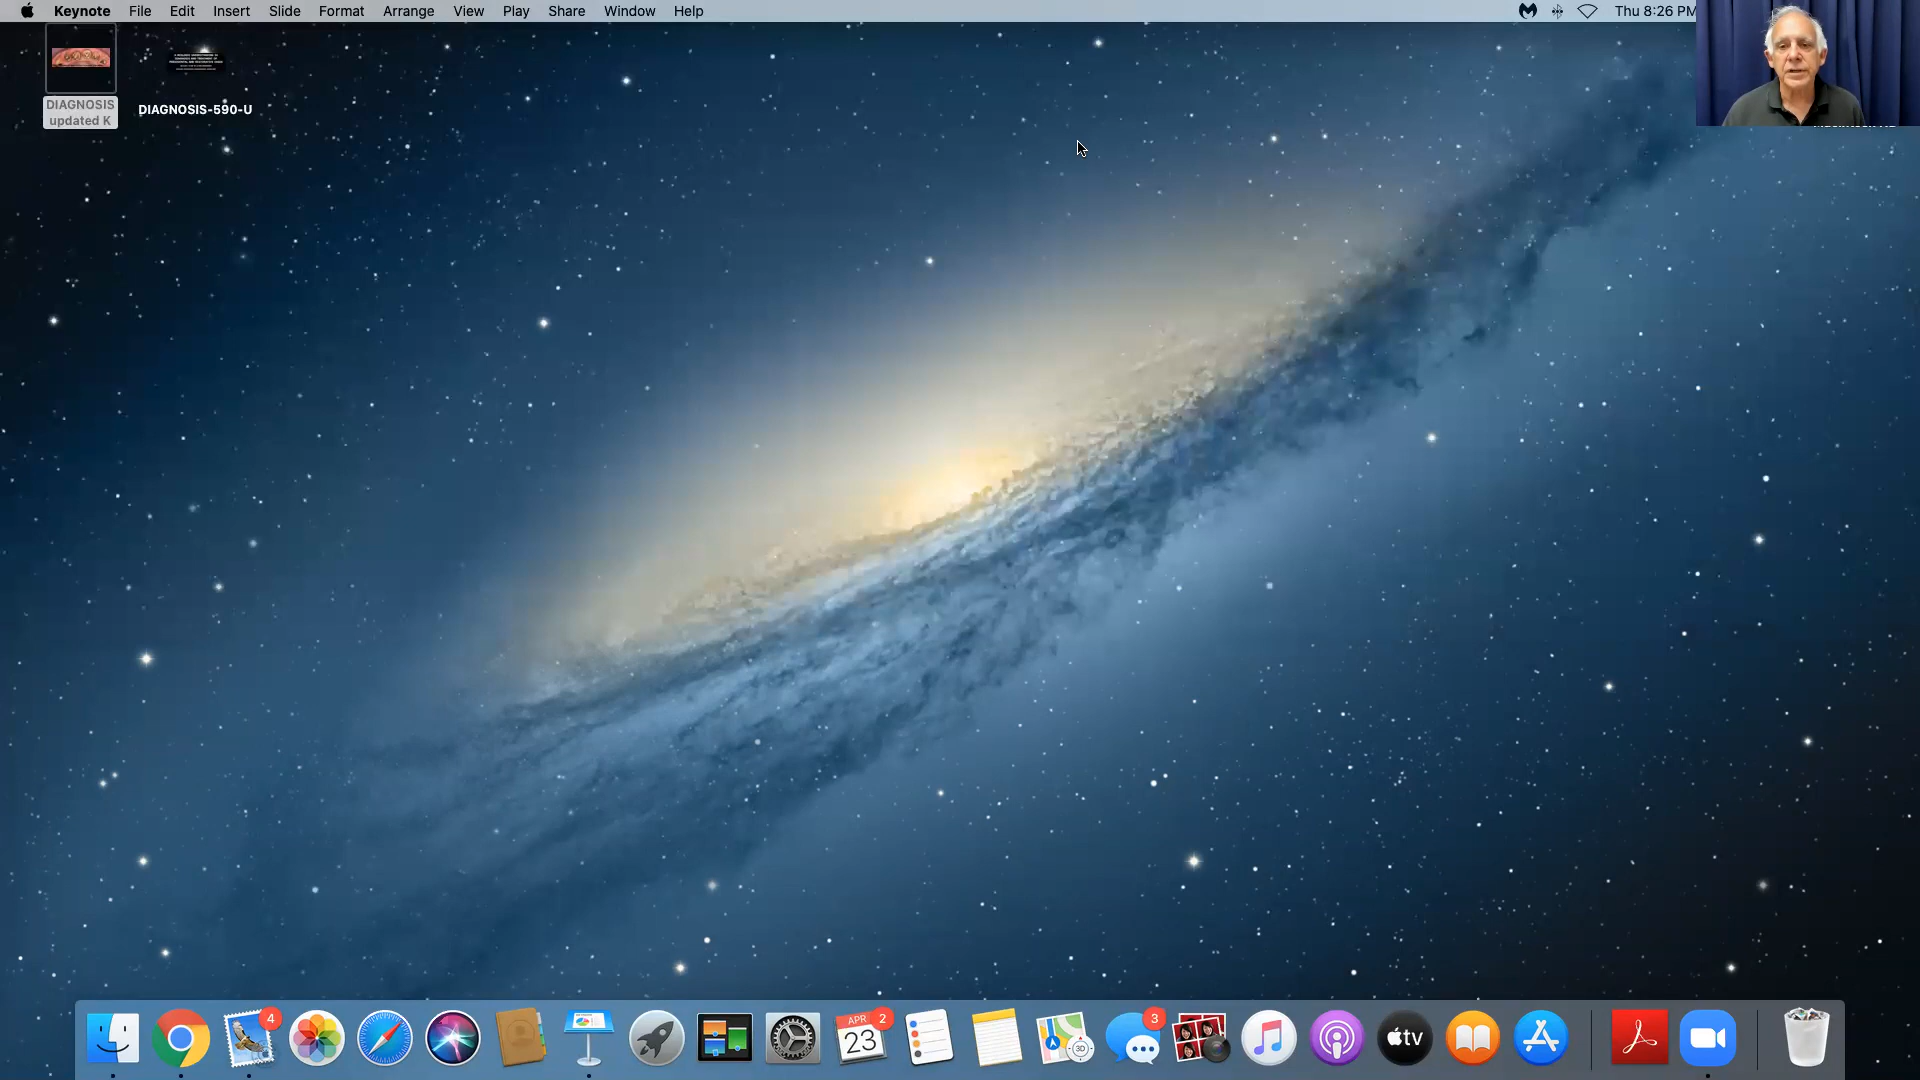 Keynote File Edit Insert Slide Format Arrange View Play Share Window Help Thu 8:26 PM
DIAGNOSIS
updated K
DIAGNOSIS-590-U
4
APR 2
23
3D
3
tv